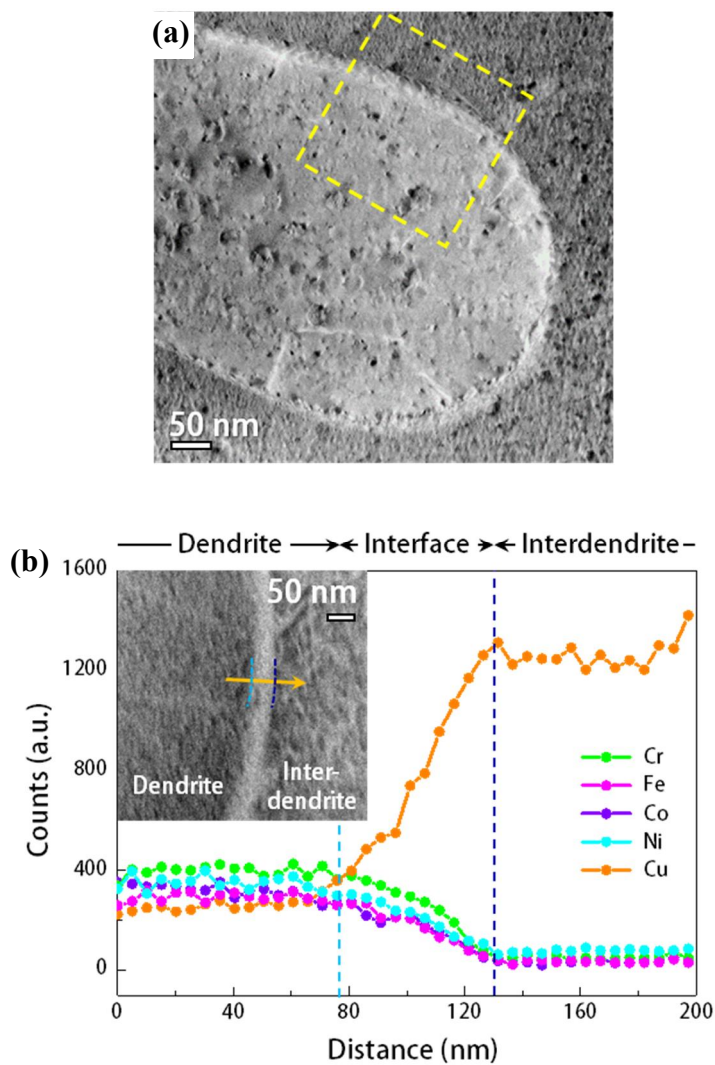 (a)
50 nm
Dendrite Interface Interdendrite
(b)
1600
1200
800
400
0
Counts (a.u.)
50 nm
Dendrite
Inter-
dendrite
Cr
Fe
Co
Ni
Cu
0 40 80 120 160 200
Distance (nm)